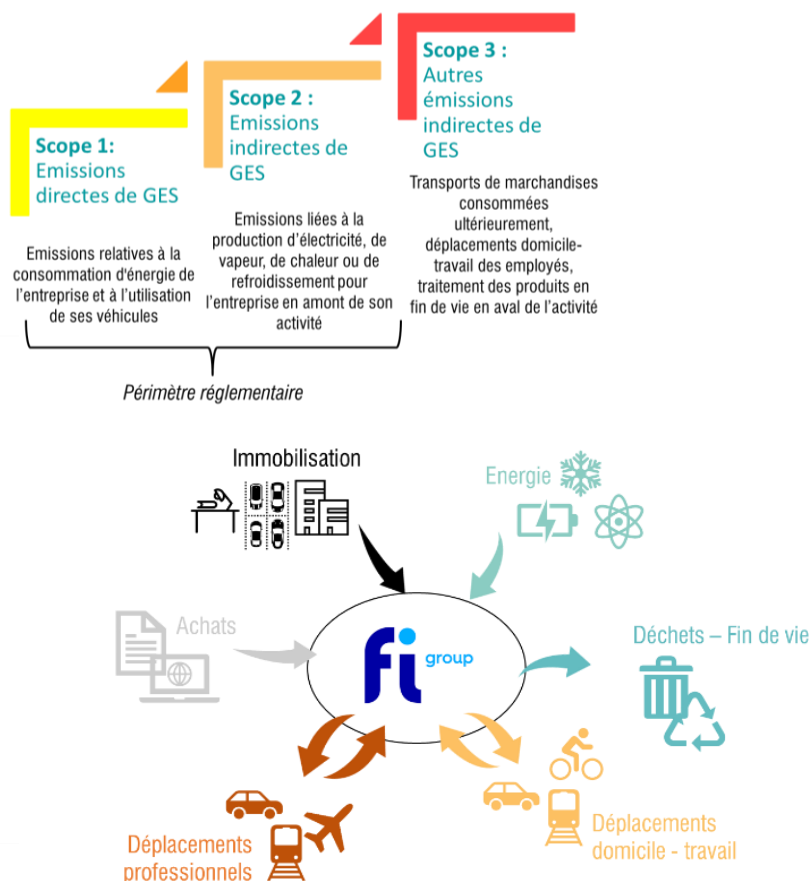 Scope 1:
Emissions
directes de GES
Emissions relatives à la
consommation d'énergie de
l'entreprise et à l'utilisation
de ses véhicules
Scope 2 :
Emissions
indirectes de
GES
Emissions liées à la
production d'électricité, de
vapeur, de chaleur ou de
refroidissement pour
l'entreprise en amont de son
activité
Scope 3 :
Autres
émissions
indirectes de
GES
Transports de marchandises
consommées
ultérieurement,
déplacements domicile-
travail des employés,
traitement des produits en
fin de vie en aval de l'activité
Périmètre réglementaire
Immobilisation
Energie
Achats
fi group
Déchets – Fin de vie
Déplacements
professionnels
Déplacements
domicile - travail